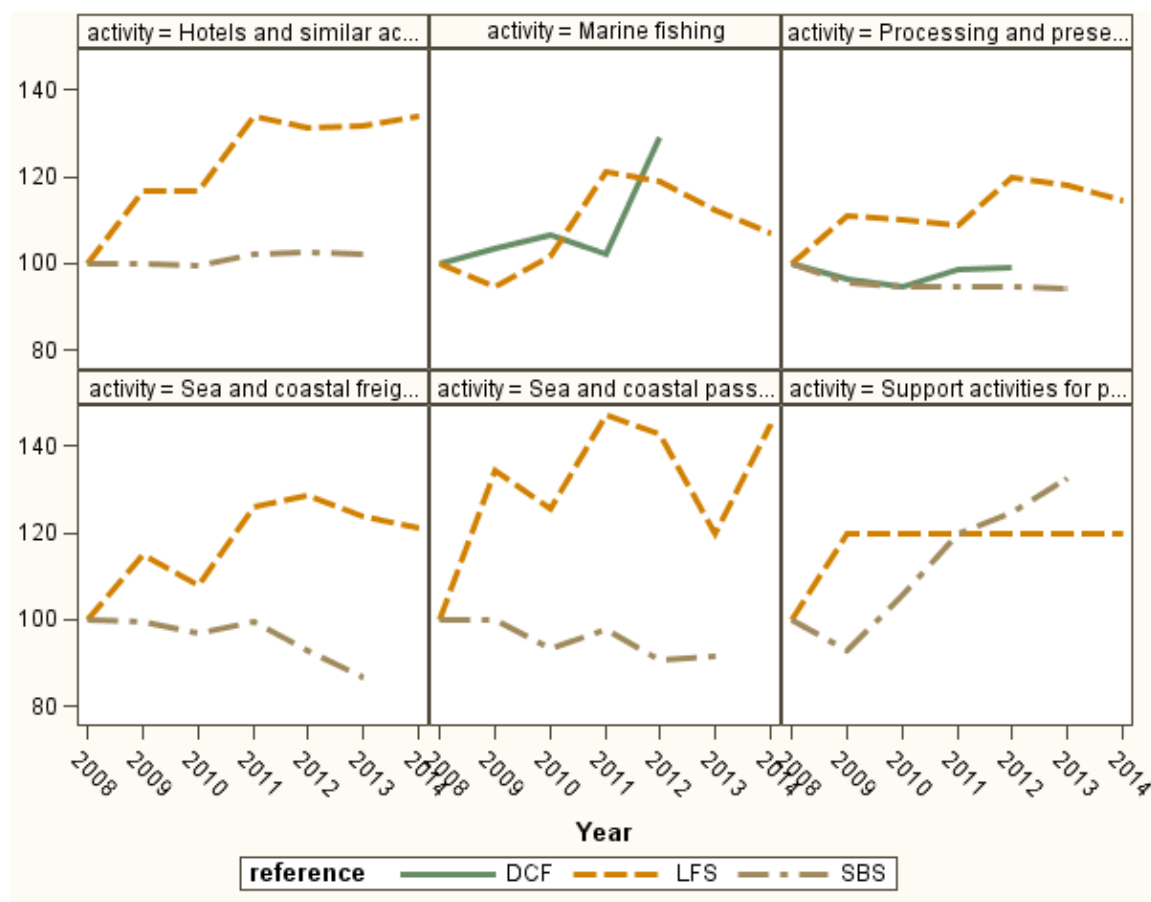 activity = Hotels and similar ac...
activity = Marine fishing
activity = Processing and prese...
140
120
100
80
activity = Sea and coastal freig...
activity = Sea and coastal pass...
activity = Support activities for p...
140
120
100
80
2008 2009 2010 2011 2012 2013 2014
2008 2009 2010 2011 2012 2013 2014
2008 2009 2010 2011 2012 2013 2014
Year
reference DCF LFS SBS